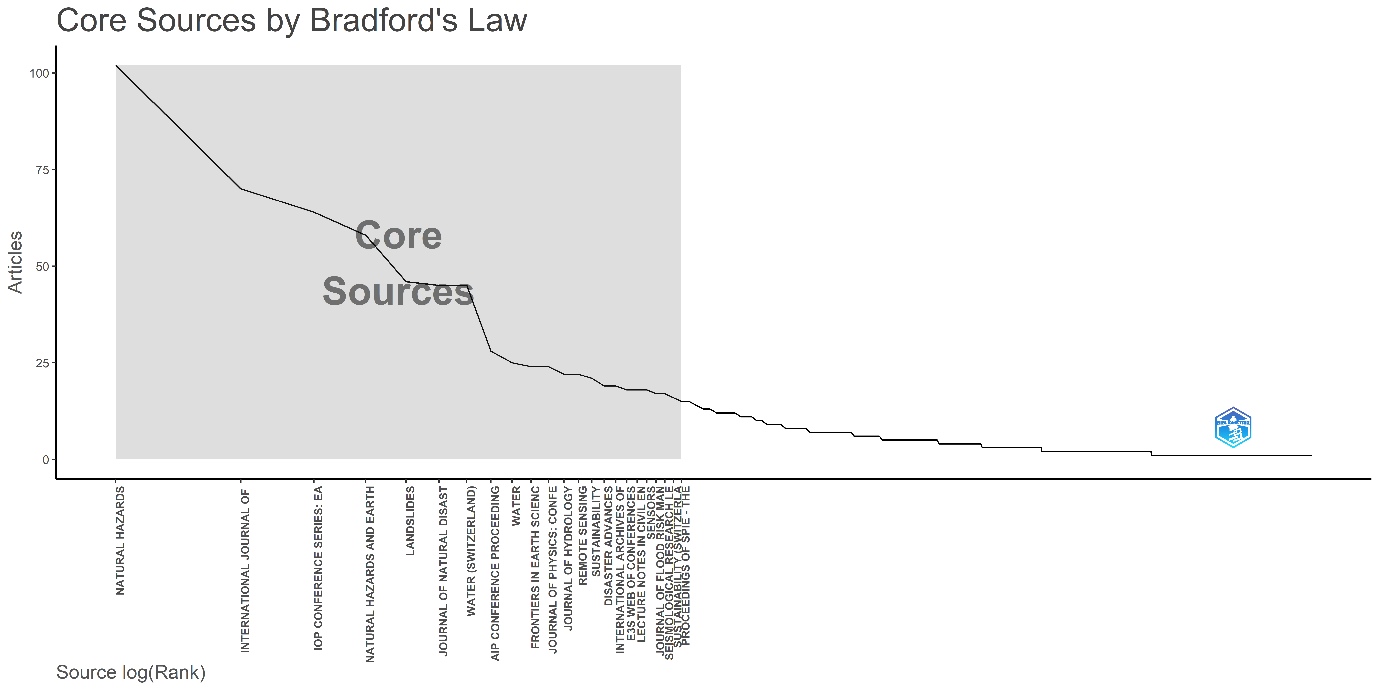 Core Sources by Bradford's Law
Articles
100
75
50
25
0
Core
Sources
NATURAL HAZARDS
INTERNATIONAL JOURNAL OF
IOP CONFERENCE SERIES: EA
NATURAL HAZARDS AND EARTH
LANDSLIDES
JOURNAL OF NATURAL DISAST
WATER (SWITZERLAND)
AIP CONFERENCE PROCEEDING
WATER
FRONTIERS IN EARTH SCIENC
JOURNAL OF PHYSICS: CONFE
JOURNAL OF HYDROLOGY
REMOTE SENSING
SUSTAINABILITY
DISASTER ADVANCES
INTERNATIONAL ARCHIVES OF
E3S WEB OF CONFERENCES
LECTURE NOTES IN CIVIL EN
SENSORS
JOURNAL OF FLOOD RISK MAN
SEISMOLOGICAL RESEARCH LE
SUSTAINABILITY (SWITZERLA
PROCEEDINGS OF SPIE - THE
Source log(Rank)